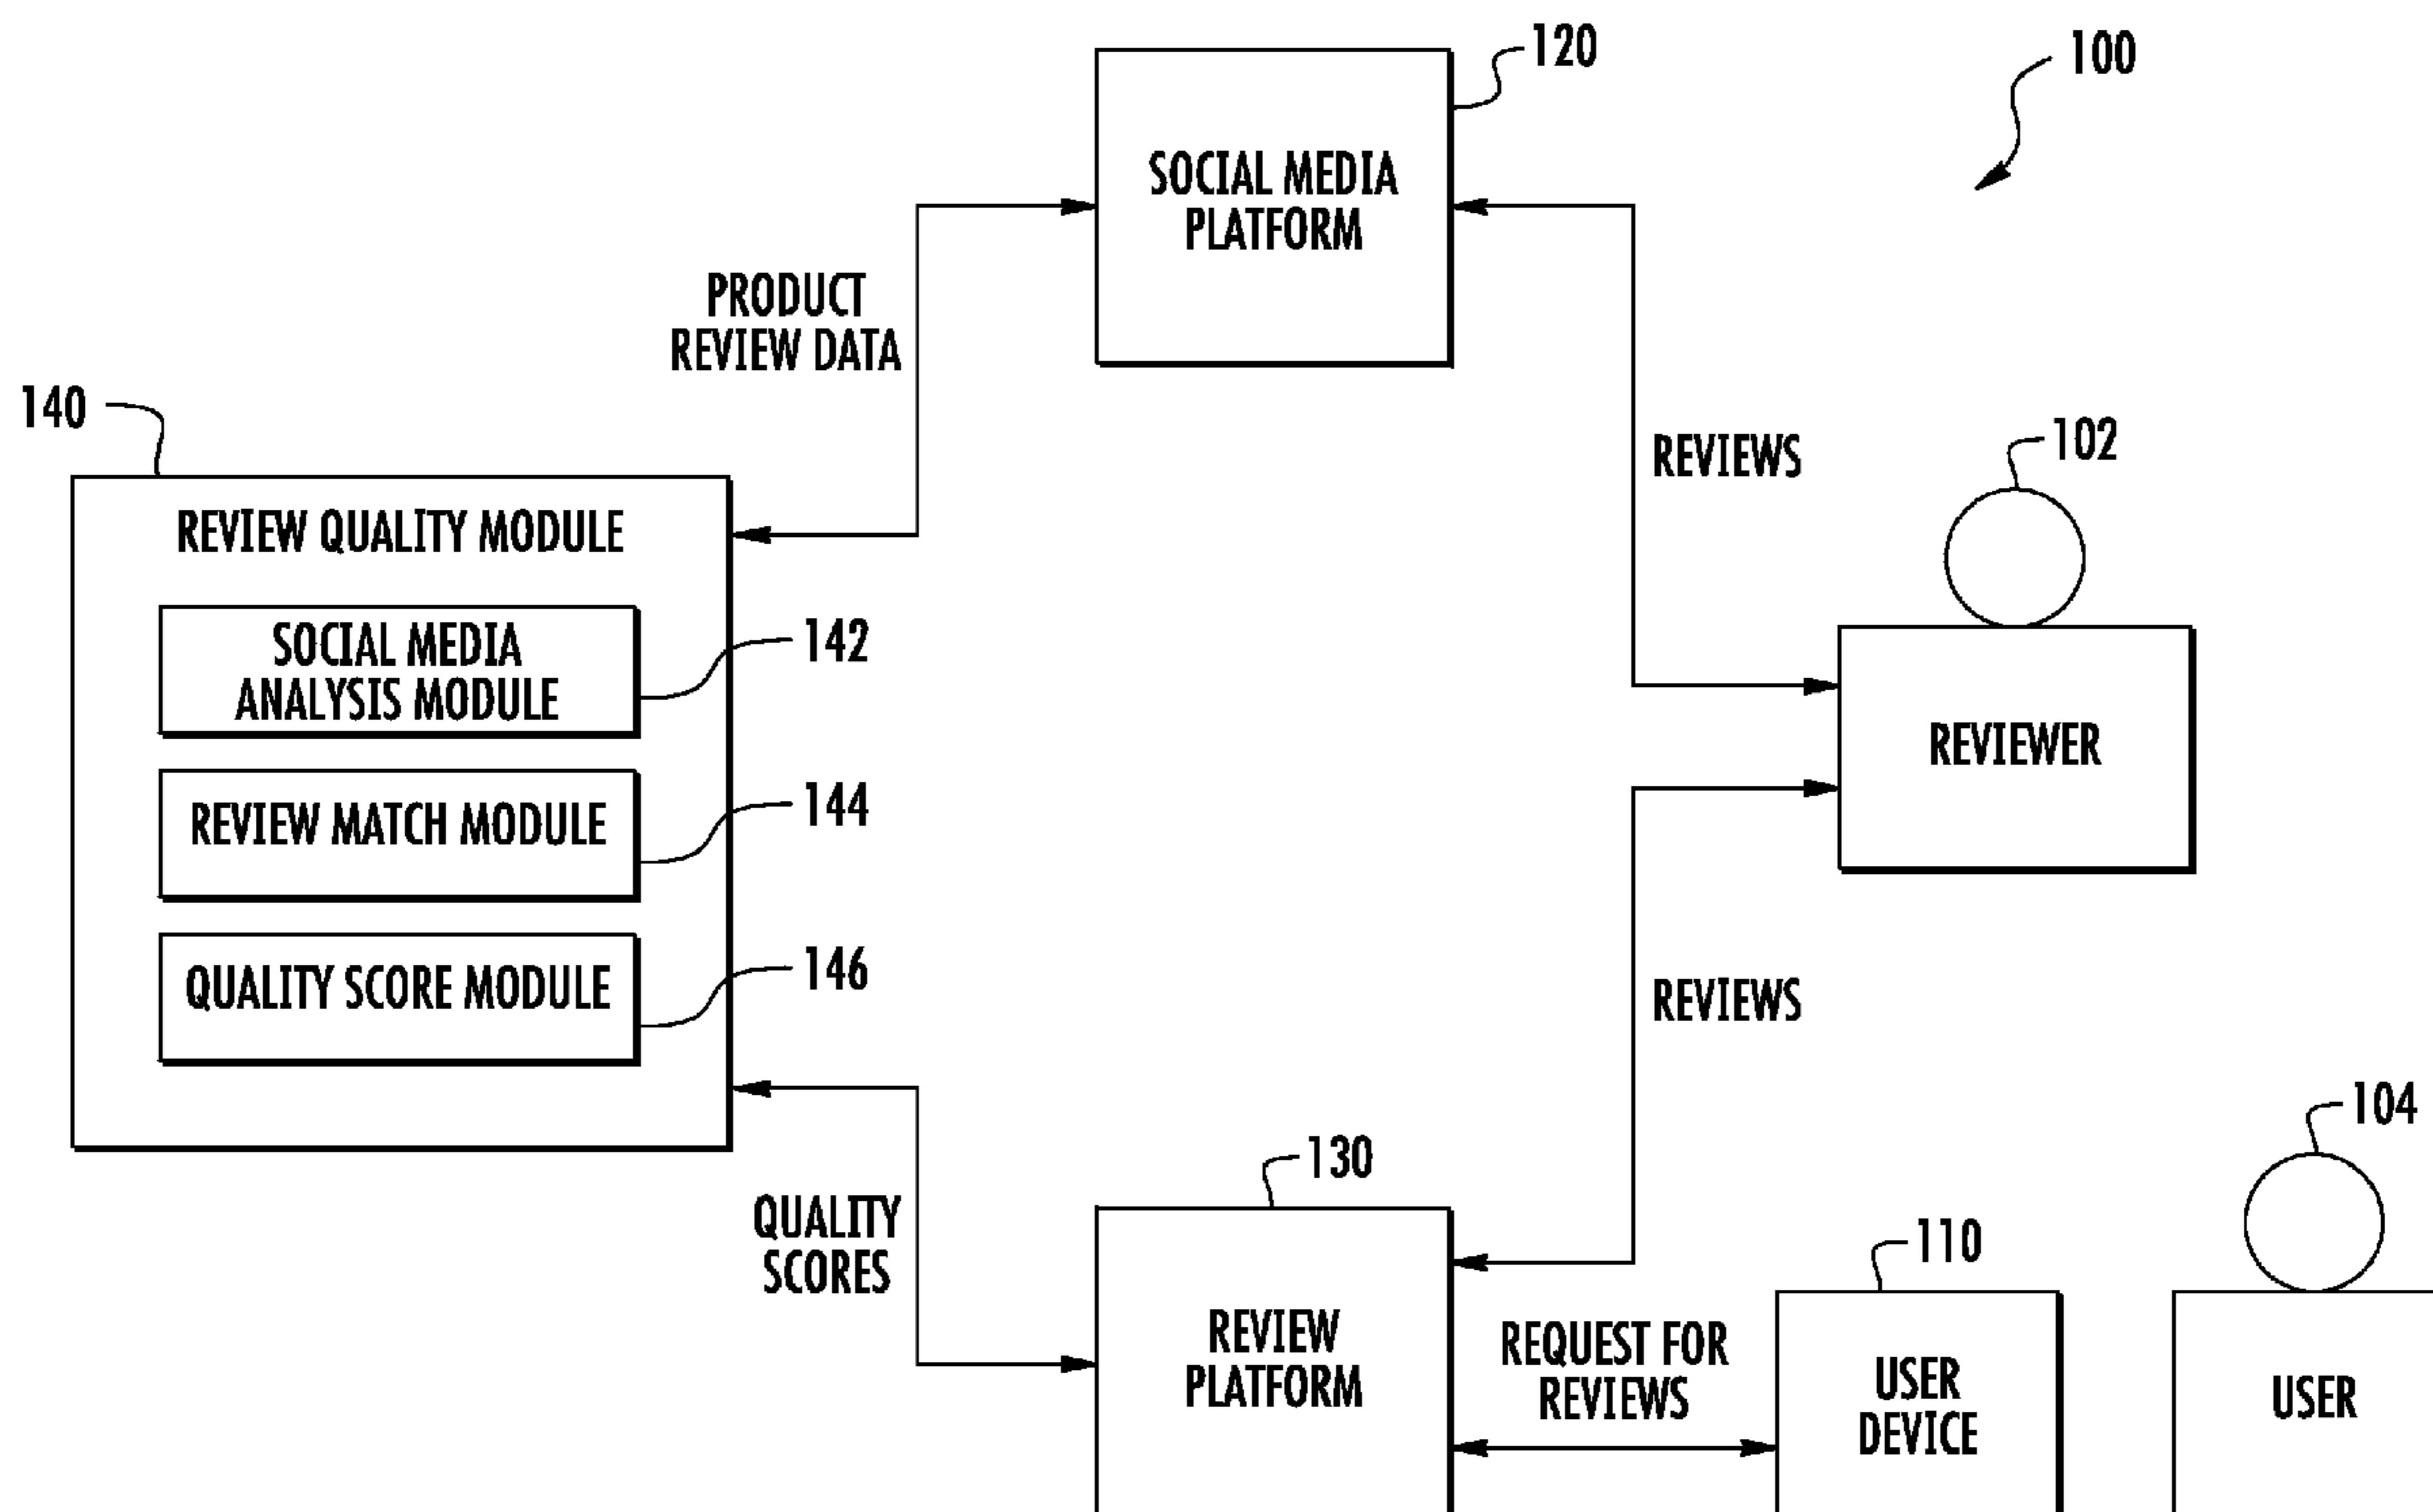 120
100
SOCIAL MEDIA
PLATFORM
PRODUCT
REVIEW DATA
140
REVIEWS
102
REVIEW QUALITY MODULE
SOCIAL MEDIA
ANALYSIS MODULE
142
REVIEWER
REVIEW MATCH MODULE
144
QUALITY SCORE MODULE
146
REVIEWS
104
130
QUALITY
SCORES
110
REVIEW
PLATFORM
REQUEST FOR
REVIEWS
USER
DEVICE
USER